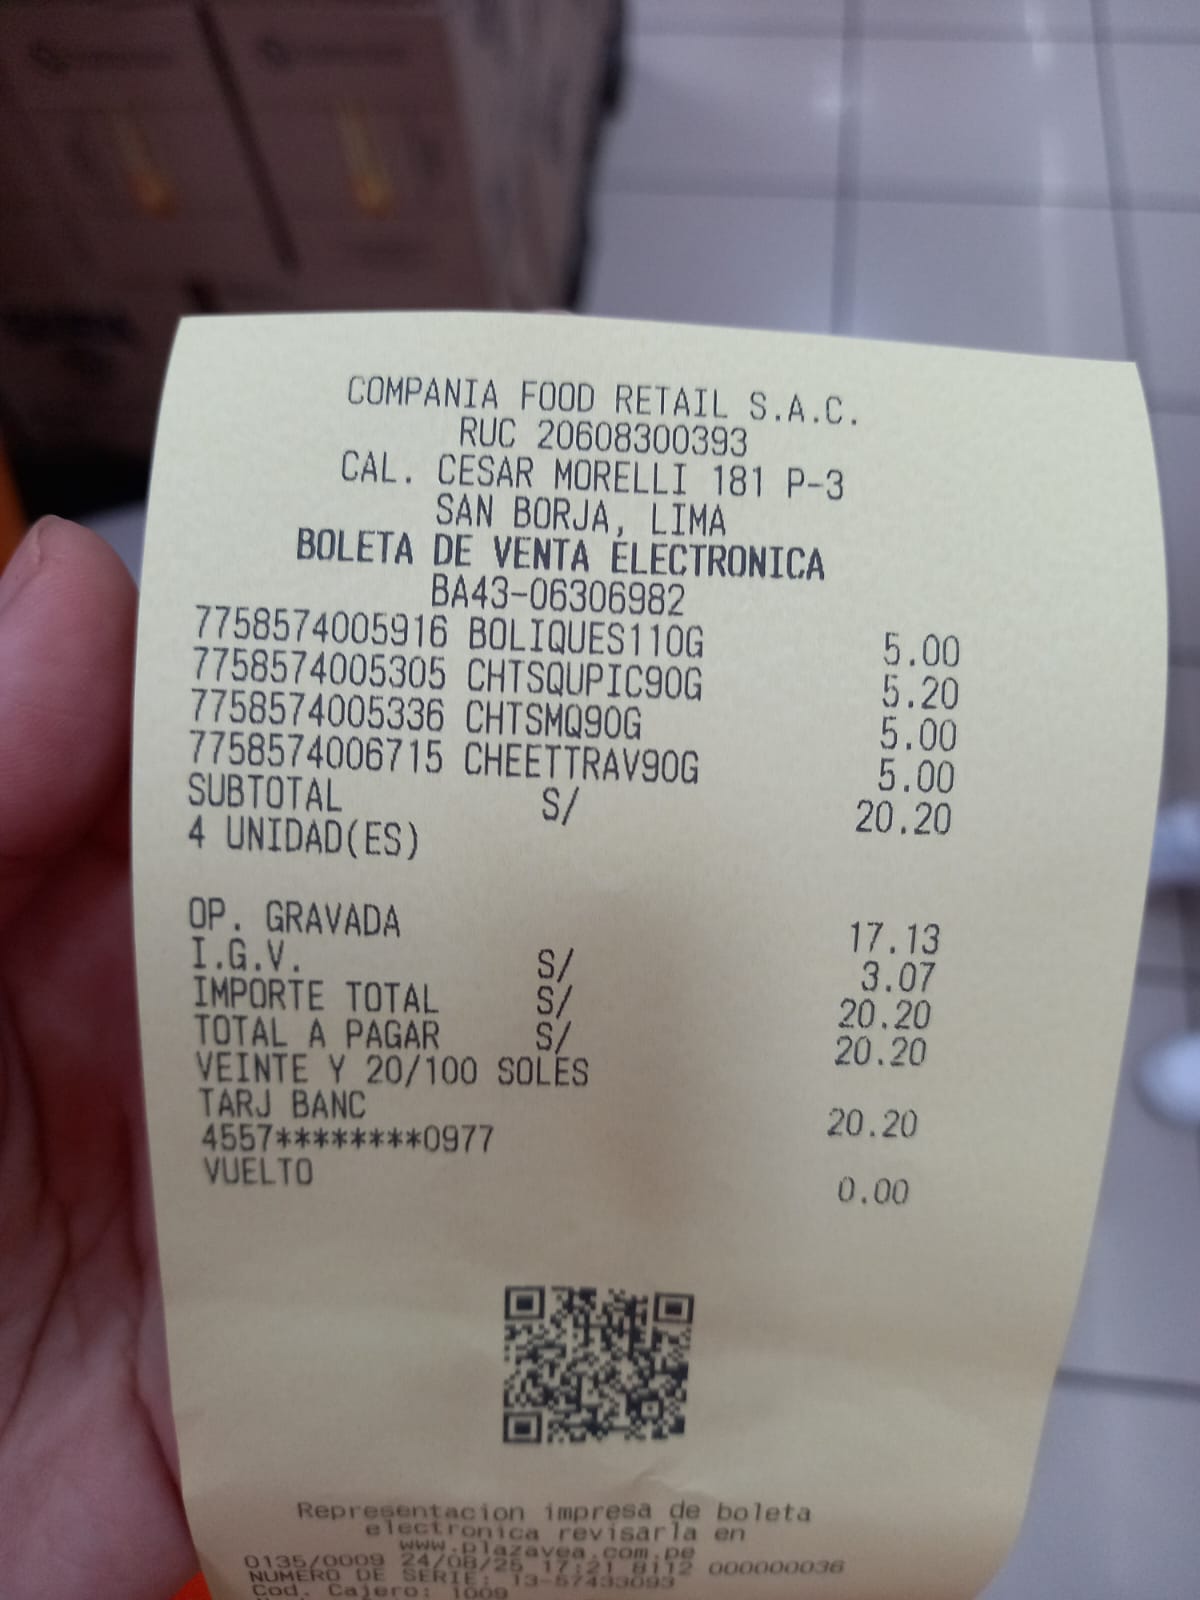 COMPANIA FOOD RETAIL S.A.C.
RUC 20608300393
CAL. CESAR MORELLI 181 P-3
SAN BORJA, LIMA
BOLETA DE VENTA ELECTRONICA
BA43-06306982
7758574005916 BOLIQUES110G 5.00
7758574005305 CHTSQUPIC90G 5.20
7758574005336 CHTSMQ90G 5.00
7758574006715 CHEETTRAV90G 5.00
SUBTOTAL S/ 20.20
4 UNIDAD(ES)
OP. GRAVADA 17.13
I.G.V. S/ 3.07
IMPORTE TOTAL S/ 20.20
TOTAL A PAGAR S/ 20.20
VEINTE Y 20/100 SOLES
TARJ BANC 20.20
4557********0977
VUELTO 0.00
Representacion impresa de boleta
electronica revisarla en
www.plazavea.com.pe
0135/0009 24/08/25 17:21 8112 000000036
NUMERO DE SERIE: 13-57433093
Cod. Cajero: 1009